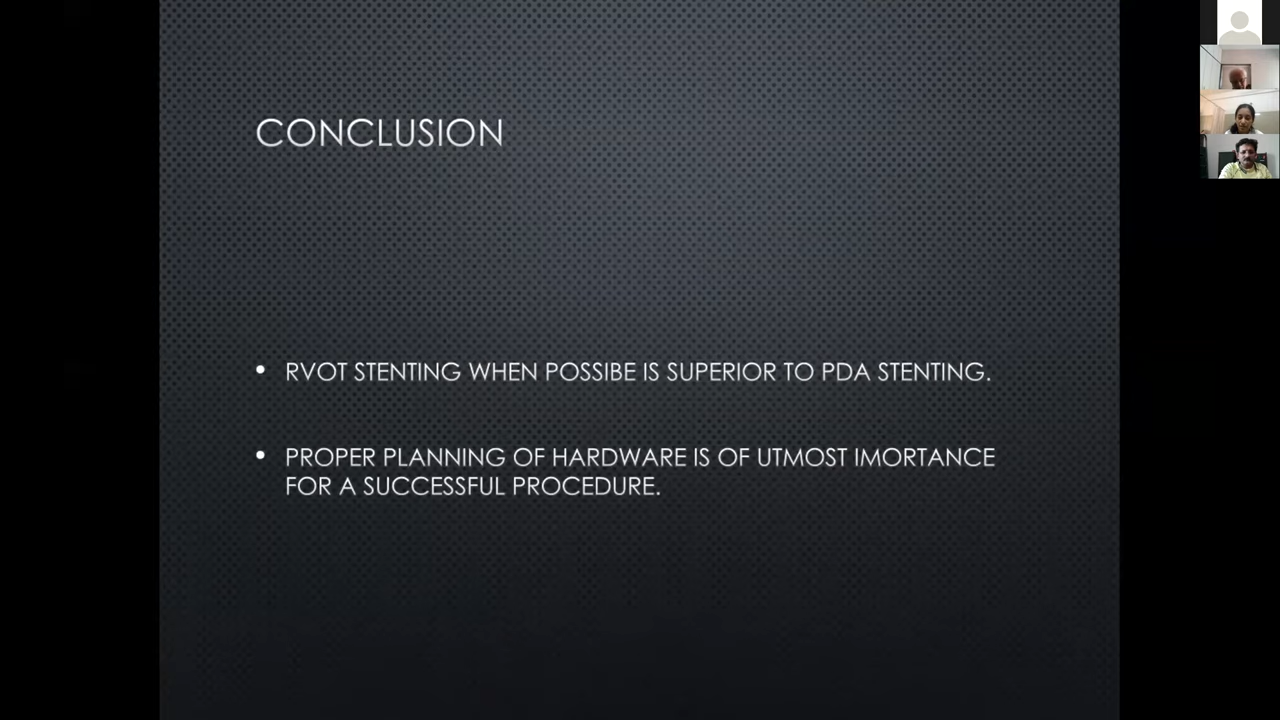 CONCLUSION
• RVOT STENTING WHEN POSSIBE IS SUPERIOR TO PDA STENTING.
• PROPER PLANNING OF HARDWARE IS OF UTMOST IMORTANCE
FOR A SUCCESSFUL PROCEDURE.